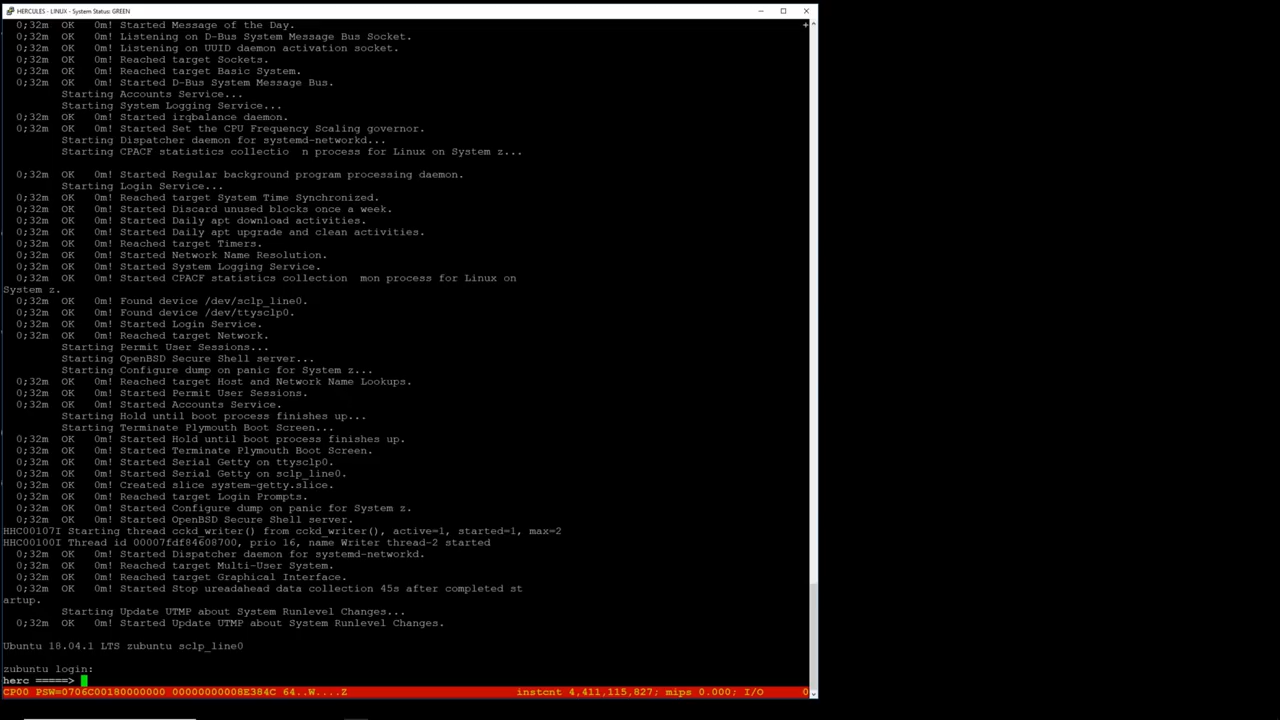 HERCULES - LINUX - System Status: GREEN
0;32m OK 0m! Started Message of the Day.
0;32m OK 0m! Listening on D-Bus System Message Bus Socket.
0;32m OK 0m! Listening on UUID daemon activation socket.
0;32m OK 0m! Reached target Sockets.
0;32m OK 0m! Reached target Basic System.
0;32m OK 0m! Started D-Bus System Message Bus.
Starting Accounts Service...
Starting System Logging Service...
0;32m OK 0m! Started irqbalance daemon.
0;32m OK 0m! Started Set the CPU Frequency Scaling governor.
Starting Dispatcher daemon for systemd-networkd...
Starting CPACF statistics collectio n process for Linux on System z...
0;32m OK 0m! Started Regular background program processing daemon.
Starting Login Service...
0;32m OK 0m! Reached target System Time Synchronized.
0;32m OK 0m! Started Discard unused blocks once a week.
0;32m OK 0m! Started Daily apt download activities.
0;32m OK 0m! Started Daily apt upgrade and clean activities.
0;32m OK 0m! Reached target Timers.
0;32m OK 0m! Started Network Name Resolution.
0;32m OK 0m! Started System Logging Service.
0;32m OK 0m! Started CPACF statistics collection mon process for Linux on
System z.
0;32m OK 0m! Found device /dev/sclp_line0.
0;32m OK 0m! Found device /dev/ttysclp0.
0;32m OK 0m! Started Login Service.
0;32m OK 0m! Reached target Network.
Starting Permit User Sessions...
Starting OpenBSD Secure Shell server...
Starting Configure dump on panic for System z...
0;32m OK 0m! Reached target Host and Network Name Lookups.
0;32m OK 0m! Started Permit User Sessions.
0;32m OK 0m! Started Accounts Service.
Starting Hold until boot process finishes up...
Starting Terminate Plymouth Boot Screen...
0;32m OK 0m! Started Hold until boot process finishes up.
0;32m OK 0m! Started Terminate Plymouth Boot Screen.
0;32m OK 0m! Started Serial Getty on ttysclp0.
0;32m OK 0m! Started Serial Getty on sclp_line0.
0;32m OK 0m! Created slice system-getty.slice.
0;32m OK 0m! Reached target Login Prompts.
0;32m OK 0m! Started Configure dump on panic for System z.
0;32m OK 0m! Started OpenBSD Secure Shell server.
HHC00107I Starting thread cckd_writer() from cckd_writer(), active=1, started=1, max=2
HHC00100I Thread id 00007fdf84608700, prio 16, name Writer thread-2 started
0;32m OK 0m! Started Dispatcher daemon for systemd-networkd.
0;32m OK 0m! Reached target Multi-User System.
0;32m OK 0m! Reached target Graphical Interface.
0;32m OK 0m! Started Stop ureadahead data collection 45s after completed st
artup.
Starting Update UTMP about System Runlevel Changes...
0;32m OK 0m! Started Update UTMP about System Runlevel Changes.
Ubuntu 18.04.1 LTS zubuntu sclp_line0
zubuntu login:
herc =====>
CP00 PSW=0706C00180000000 00000000008E384C 64..W....Z instcnt 4,411,115,827; mips 0.000; I/O 0